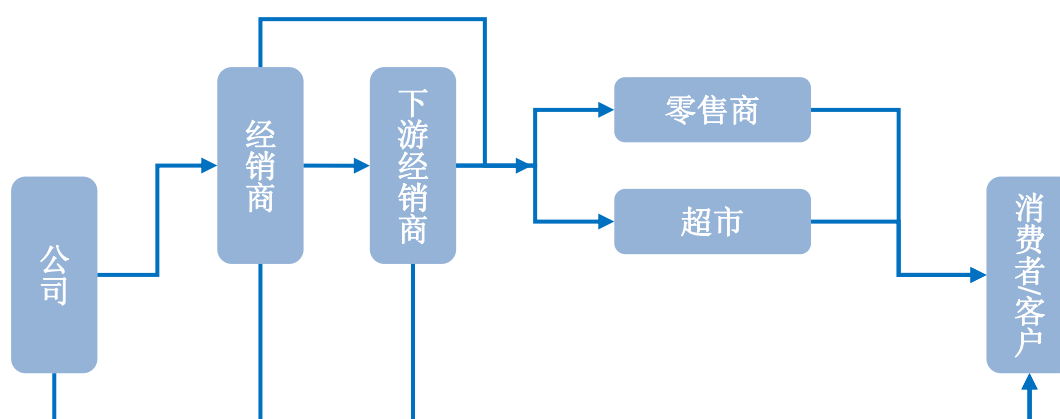 公司
经销商
下游经销商
零售商
超市
消费者/客户